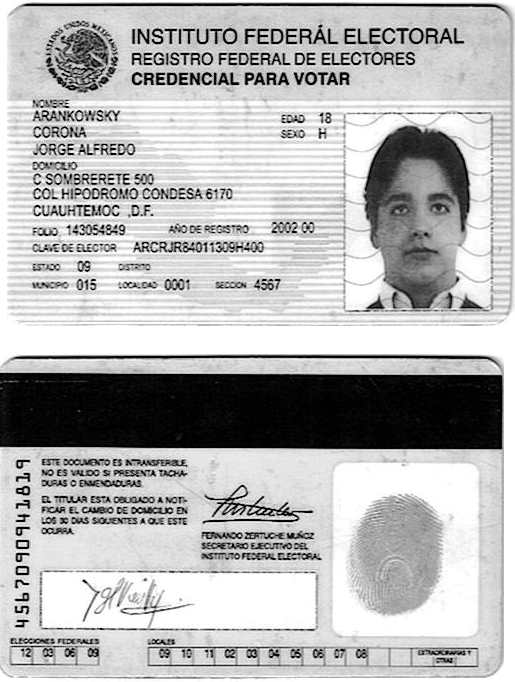 ESTADOS UNIDOS MEXICANOS
INSTITUTO FEDERAL ELECTORAL
REGISTRO FEDERAL DE ELECTORES
CREDENCIAL PARA VOTAR
NOMBRE
ARANKOWSKY
CORONA
JORGE ALFREDO
EDAD 18
SEXO H
DOMICILIO
C SOMBRERETE 500
COL HIPODROMO CONDESA 6170
CUAUHTEMOC ,D.F.
FOLIO 143054849 AÑO DE REGISTRO 2002 00
CLAVE DE ELECTOR ARCRJR84011309H400
ESTADO 09 DISTRITO
MUNICIPIO 015 LOCALIDAD 0001 SECCION 4567
4567090941819
ESTE DOCUMENTO ES INTRANSFERIBLE,
NO ES VALIDO SI PRESENTA TACHA-
DURAS O ENMENDADURAS.
EL TITULAR ESTA OBLIGADO A NOTI-
FICAR EL CAMBIO DE DOMICILIO EN
LOS 30 DIAS SIGUIENTES A QUE ESTE
OCURRA.
FERNANDO ZERTUCHE MUÑOZ
SECRETARIO EJECUTIVO DEL
INSTITUTO FEDERAL ELECTORAL
ELECCIONES FEDERALES
12 03 06 09
LOCALES
09 10 11 02 03 04 05 06 07 08
EXTRAORDINARIAS Y
OTRAS